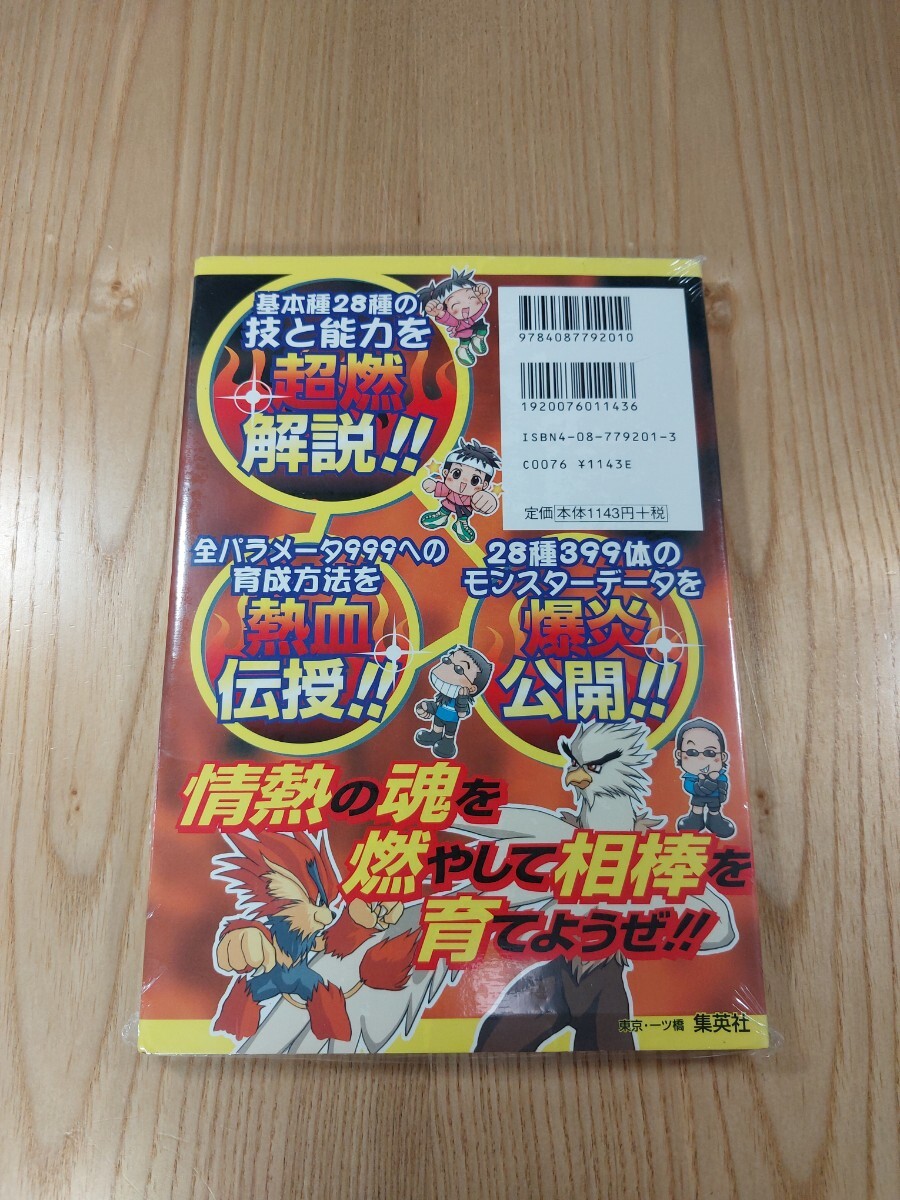 基本種28種の
技と能力を
超燃
解説!!
9784087792010
1920076011436
ISBN4-08-779201-3
C0076 ¥1143E
定価 本体1143円+税
全パラメータ999への
育成方法を
熱血
伝授!!
28種399体の
モンスターデータを
爆炎
公開!!
情熱の魂を
燃やして相棒を
育てようぜ!!
東京・一ツ橋 集英社